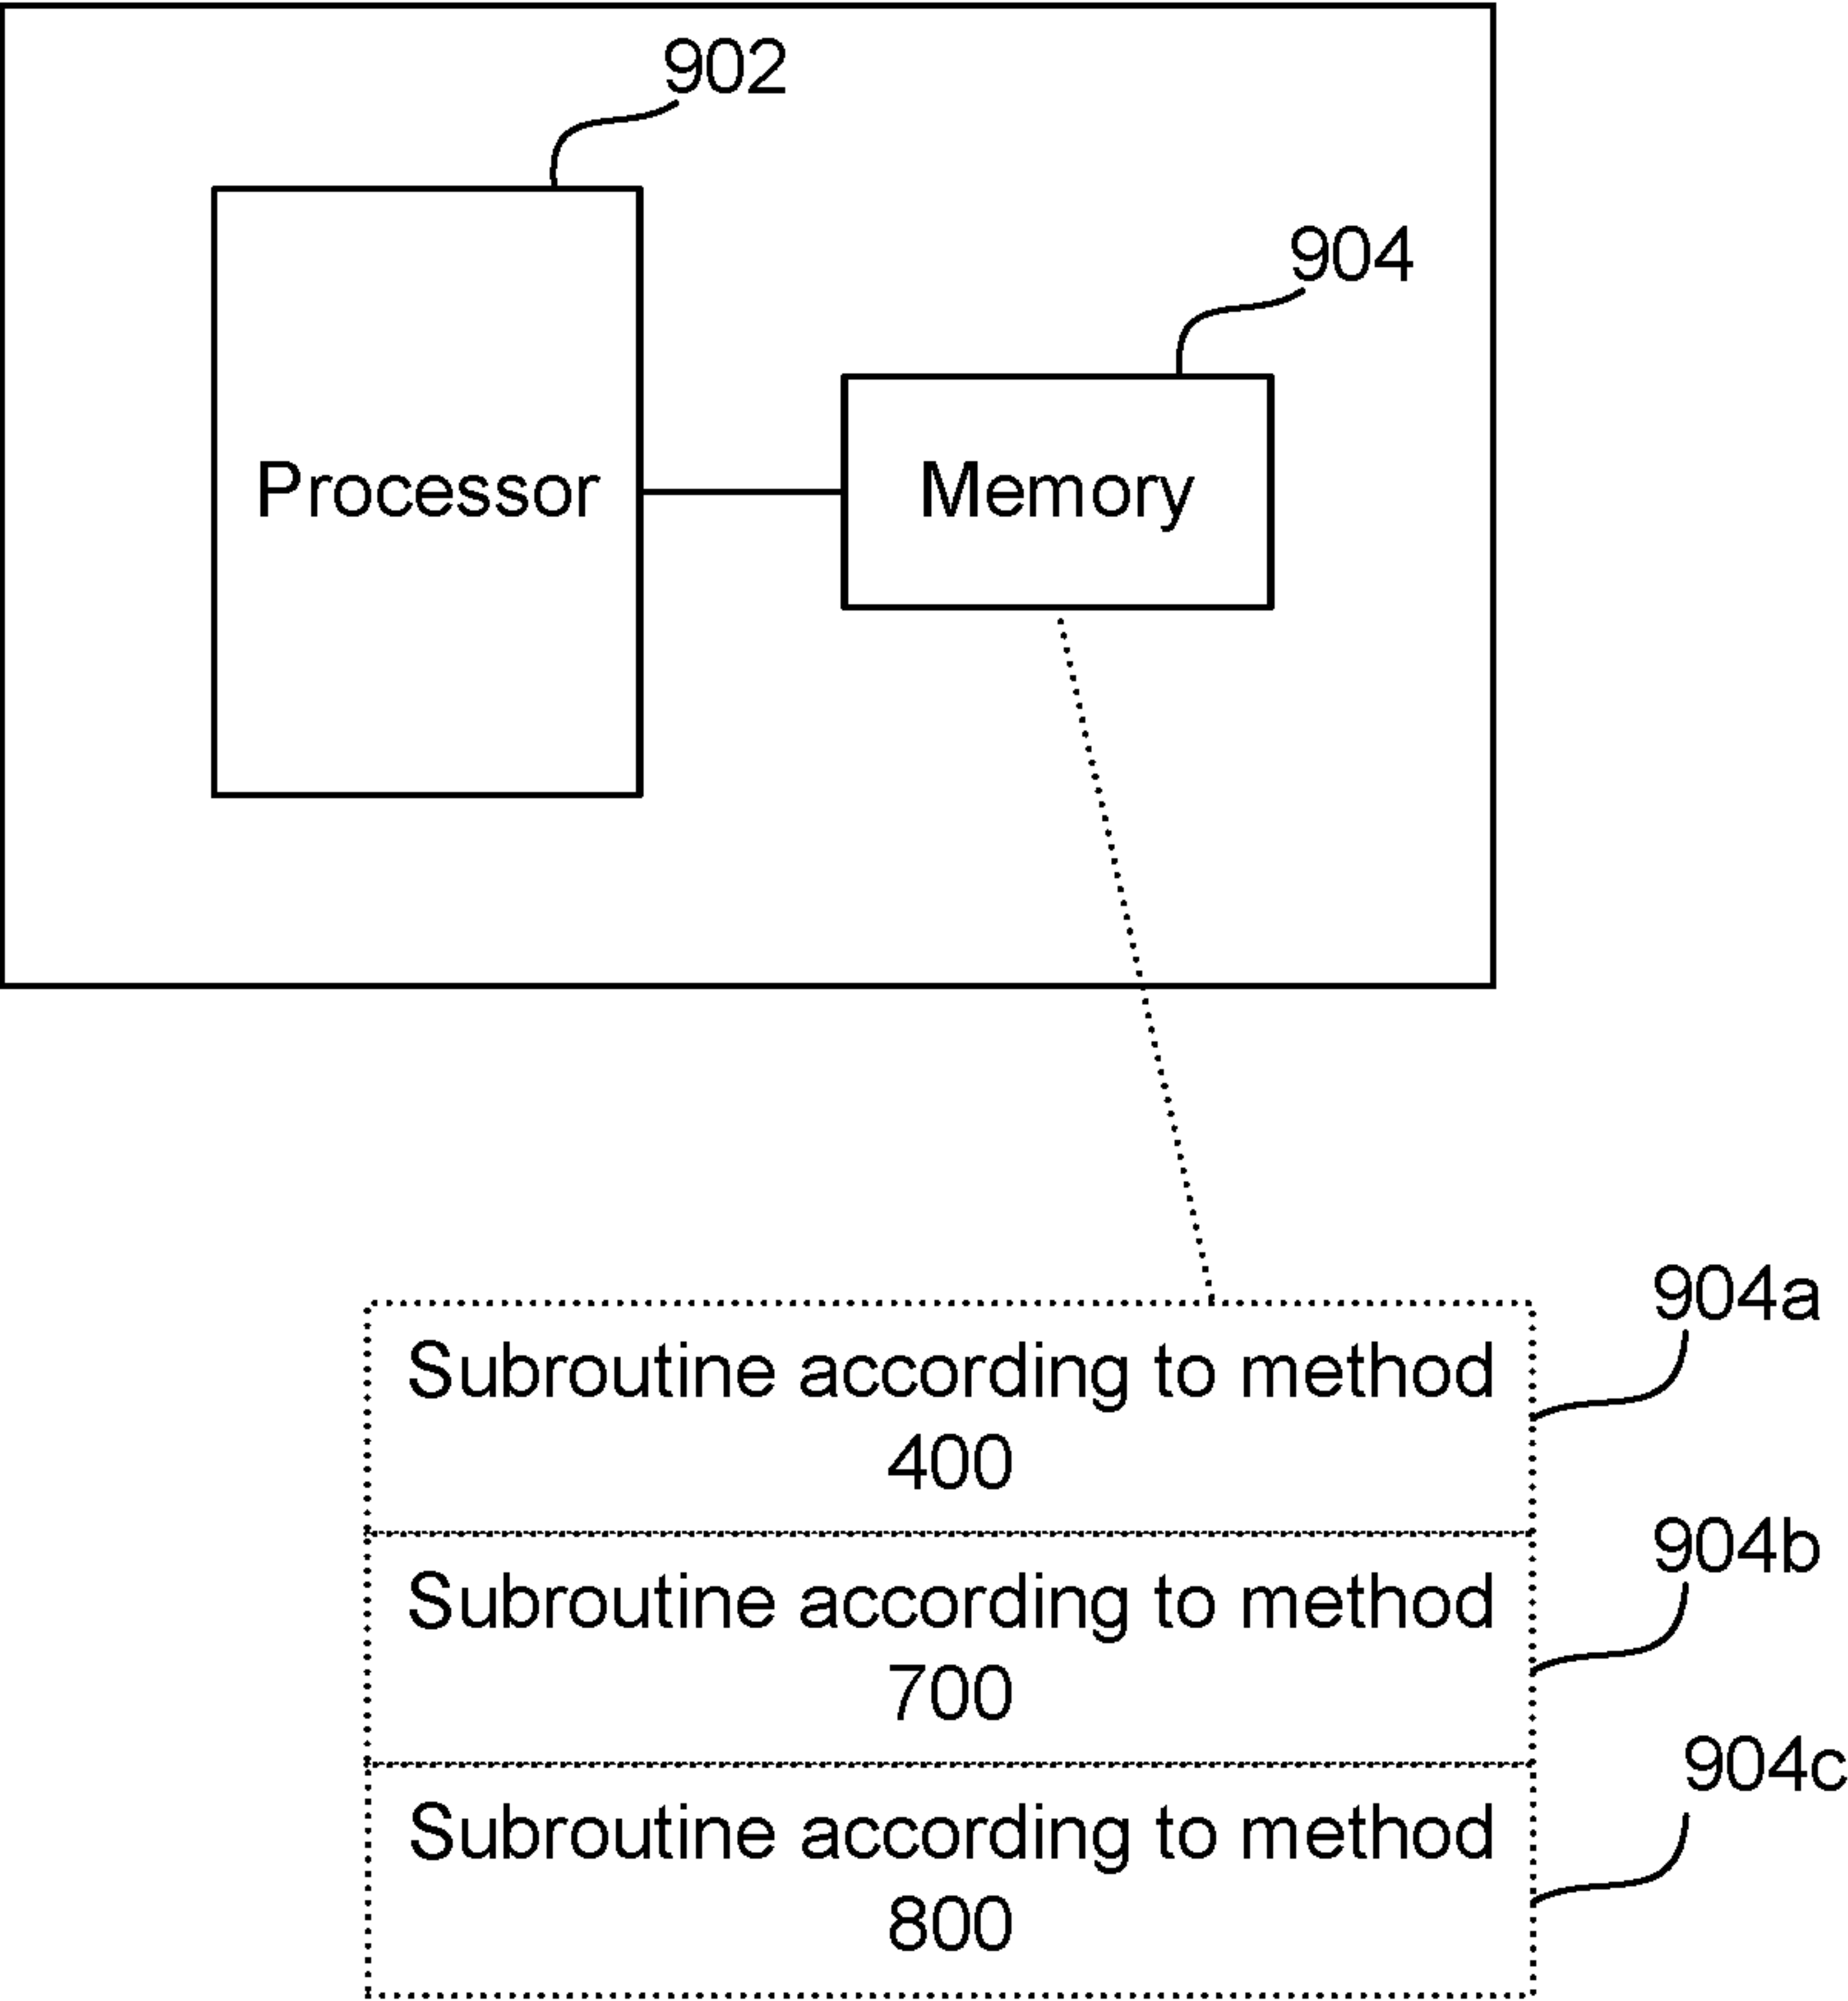 902
904
Processor
Memory
904a
Subroutine according to method
400
904b
Subroutine according to method
700
904c
Subroutine according to method
800